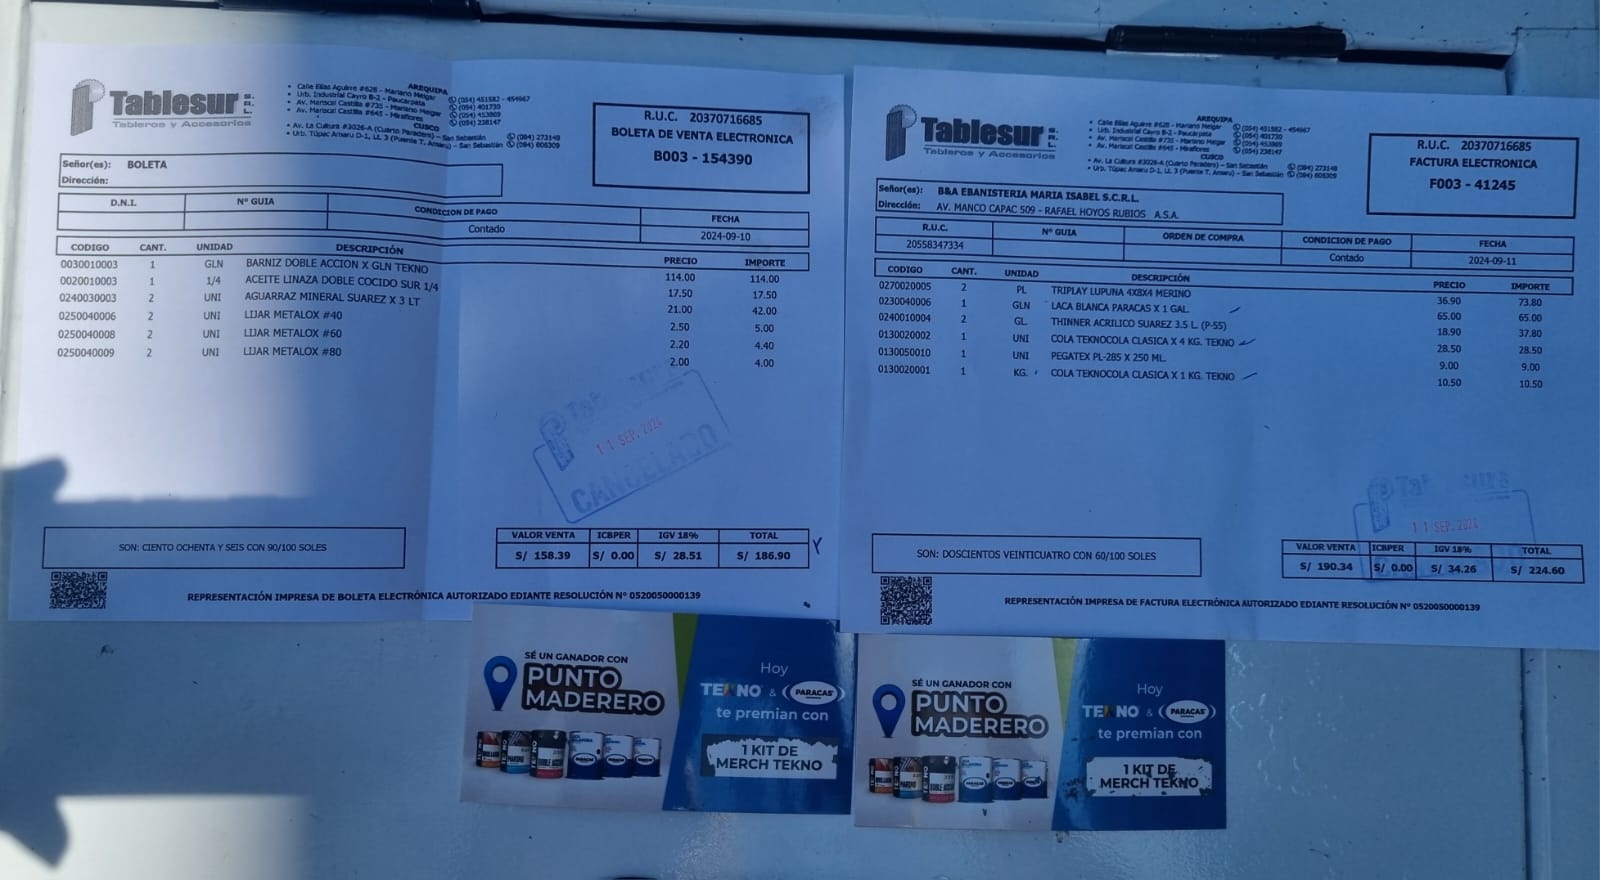 Tablesur S. R. L.
Tableros y Accesorios
AREQUIPA
• Calle Elias Aguirre #628 - Mariano Melgar (054) 451582 - 454967
• Urb. Industrial Cayro B-2 - Paucarpata (054) 401730
• Av. Mariscal Castilla #735 - Mariano Melgar (054) 453869
• Av. Mariscal Castilla #645 - Miraflores (054) 238147
CUSCO
• Av. La Cultura #3026-A (Cuarto Paradero) - San Sebastián (084) 273148
• Urb. Túpac Amaru D-1, Lt. 3 (Puente T. Amaru) - San Sebastián (084) 606309
R.U.C. 20370716685
BOLETA DE VENTA ELECTRONICA
B003 - 154390
Señor(es): BOLETA
Dirección:
D.N.I. Nº GUIA CONDICION DE PAGO FECHA
Contado 2024-09-10
CODIGO CANT. UNIDAD DESCRIPCIÓN PRECIO IMPORTE
0030010003 1 GLN BARNIZ DOBLE ACCION X GLN TEKNO 114.00 114.00
0020010003 1 1/4 ACEITE LINAZA DOBLE COCIDO SUR 1/4 17.50 17.50
0240030003 2 UNI AGUARRAZ MINERAL SUAREZ X 3 LT 21.00 42.00
0250040006 2 UNI LIJAR METALOX #40 2.50 5.00
0250040008 2 UNI LIJAR METALOX #60 2.20 4.40
0250040009 2 UNI LIJAR METALOX #80 2.00 4.00
11 SEP. 2024
CANCELADO
SON: CIENTO OCHENTA Y SEIS CON 90/100 SOLES
VALOR VENTA ICBPER IGV 18% TOTAL
S/ 158.39 S/ 0.00 S/ 28.51 S/ 186.90
REPRESENTACIÓN IMPRESA DE BOLETA ELECTRÓNICA AUTORIZADO EDIANTE RESOLUCIÓN Nº 0520050000139
Tablesur S. R. L.
Tableros y Accesorios
AREQUIPA
• Calle Elias Aguirre #628 - Mariano Melgar (054) 451582 - 454967
• Urb. Industrial Cayro B-2 - Paucarpata (054) 401730
• Av. Mariscal Castilla #735 - Mariano Melgar (054) 453869
• Av. Mariscal Castilla #645 - Miraflores (054) 238147
CUSCO
• Av. La Cultura #3026-A (Cuarto Paradero) - San Sebastián (084) 273148
• Urb. Túpac Amaru D-1, Lt. 3 (Puente T. Amaru) - San Sebastián (084) 606309
R.U.C. 20370716685
FACTURA ELECTRONICA
F003 - 41245
Señor(es): B&A EBANISTERIA MARIA ISABEL S.C.R.L.
Dirección: AV. MANCO CAPAC 509 - RAFAEL HOYOS RUBIOS A.S.A.
R.U.C. Nº GUIA ORDEN DE COMPRA CONDICION DE PAGO FECHA
20558347334 Contado 2024-09-11
CODIGO CANT. UNIDAD DESCRIPCIÓN PRECIO IMPORTE
0270020005 2 PL TRIPLAY LUPUNA 4X8X4 MERINO 36.90 73.80
0230040006 1 GLN LACA BLANCA PARACAS X 1 GAL. 65.00 65.00
0240010004 2 GL. THINNER ACRILICO SUAREZ 3.5 L. (P-55) 18.90 37.80
0130020002 1 UNI COLA TEKNOCOLA CLASICA X 4 KG. TEKNO 28.50 28.50
0130050010 1 UNI PEGATEX PL-285 X 250 ML. 9.00 9.00
0130020001 1 KG. COLA TEKNOCOLA CLASICA X 1 KG. TEKNO 10.50 10.50
11 SEP. 2024
SON: DOSCIENTOS VEINTICUATRO CON 60/100 SOLES
VALOR VENTA ICBPER IGV 18% TOTAL
S/ 190.34 S/ 0.00 S/ 34.26 S/ 224.60
REPRESENTACIÓN IMPRESA DE FACTURA ELECTRÓNICA AUTORIZADO EDIANTE RESOLUCIÓN Nº 0520050000139
SÉ UN GANADOR CON
PUNTO
MADERERO
Hoy
TEKNO & PARACAS
te premian con
1 KIT DE
MERCH TEKNO
SÉ UN GANADOR CON
PUNTO
MADERERO
Hoy
TEKNO & PARACAS
te premian con
1 KIT DE
MERCH TEKNO